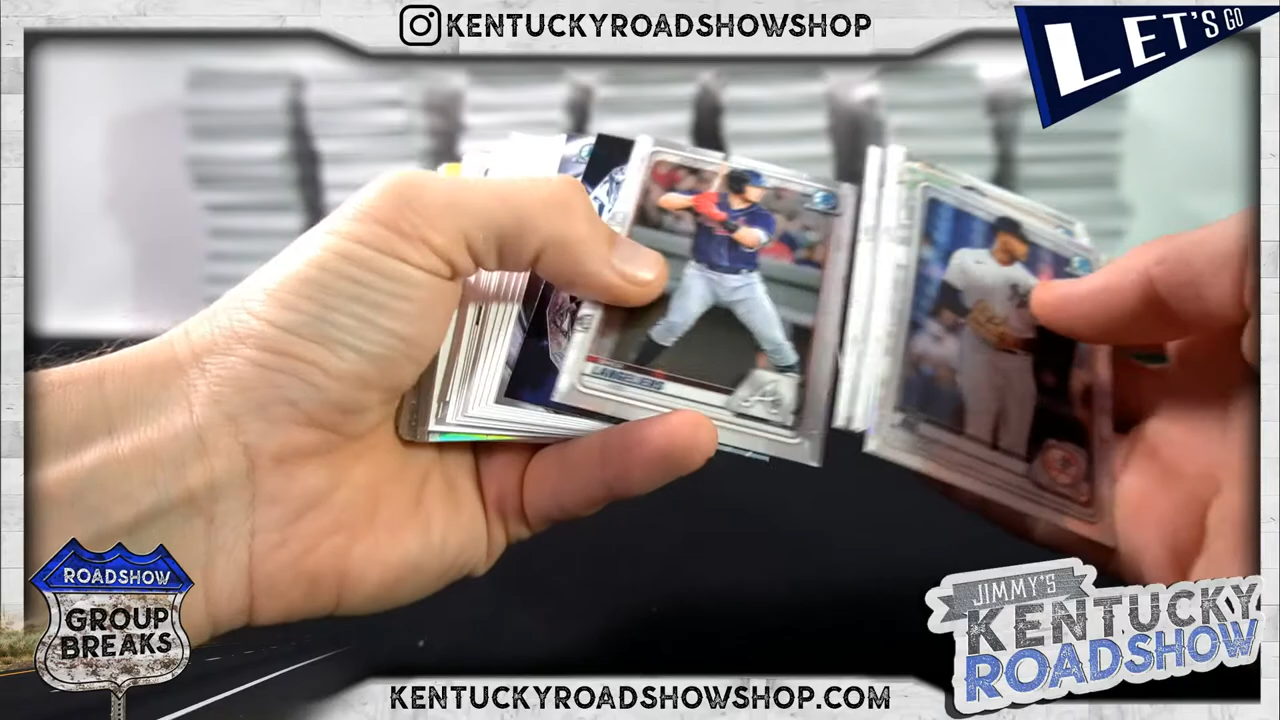 KENTUCKYROADSHOWSHOP
LET'S GO
ROADSHOW
GROUP
BREAKS
JIMMY'S
KENTUCKY
ROADSHOW
KENTUCKYROADSHOWSHOP.COM